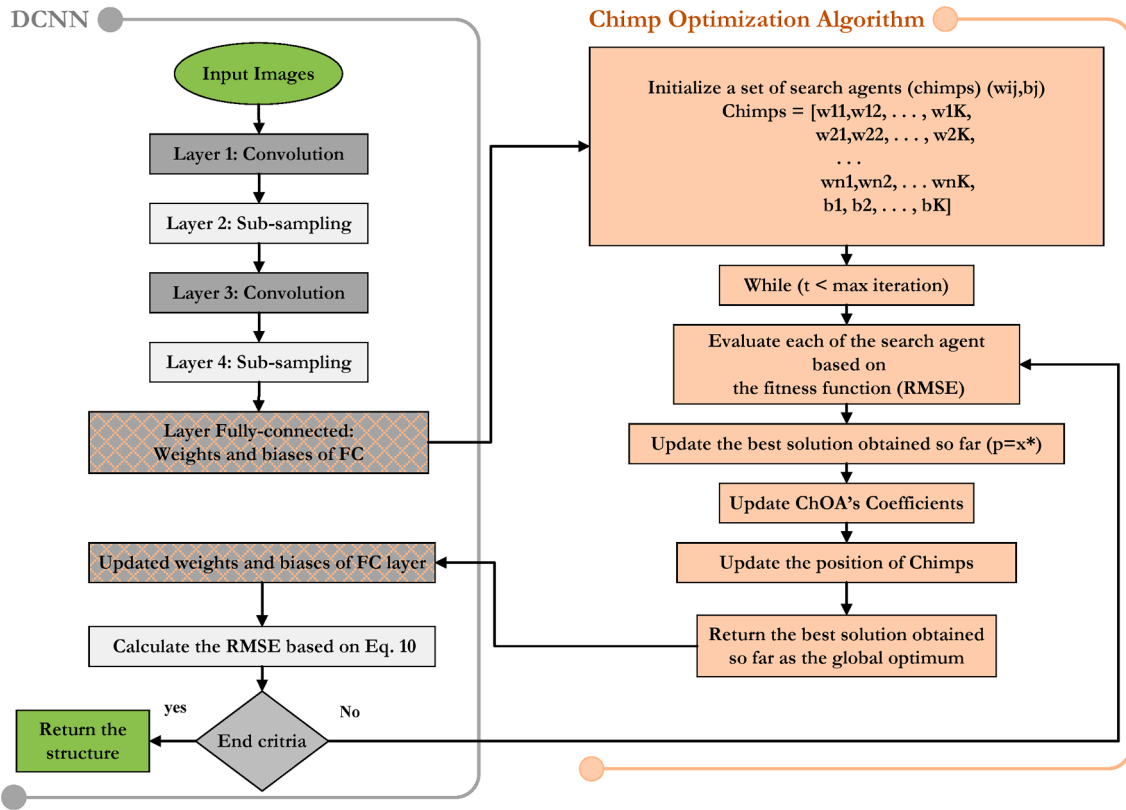 DCNN
Input Images
Layer 1: Convolution
Layer 2: Sub-sampling
Layer 3: Convolution
Layer 4: Sub-sampling
Layer Fully-connected:
Weights and biases of FC
Updated weights and biases of FC layer
Calculate the RMSE based on Eq. 10
End critria
yes
No
Return the
structure
Chimp Optimization Algorithm
Initialize a set of search agents (chimps) (wij,bj)
Chimps = [w11,w12, . . . , w1K,
w21,w22, . . . , w2K,
. . .
wn1,wn2, . . . wnK,
b1, b2, . . . , bK]
While (t < max iteration)
Evaluate each of the search agent
based on
the fitness function (RMSE)
Update the best solution obtained so far (p=x*)
Update ChOA's Coefficients
Update the position of Chimps
Return the best solution obtained
so far as the global optimum